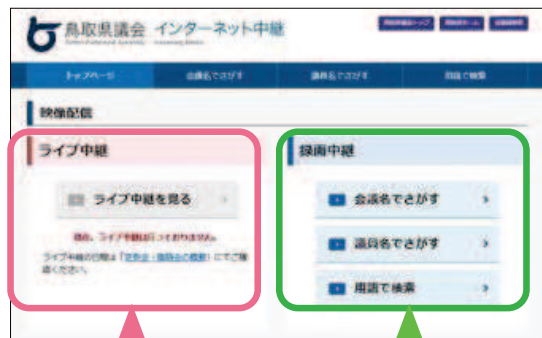 鳥取県議会 インターネット中継
トップページ 会議名でさがす 議員名でさがす 用語で検索
映像配信
ライブ中継
ライブ中継を見る
現在、ライブ中継は行っておりません。
ライブ中継の日程は「定例会・臨時会の概要」にてご確
認ください。
録画中継
会議名でさがす
議員名でさがす
用語で検索